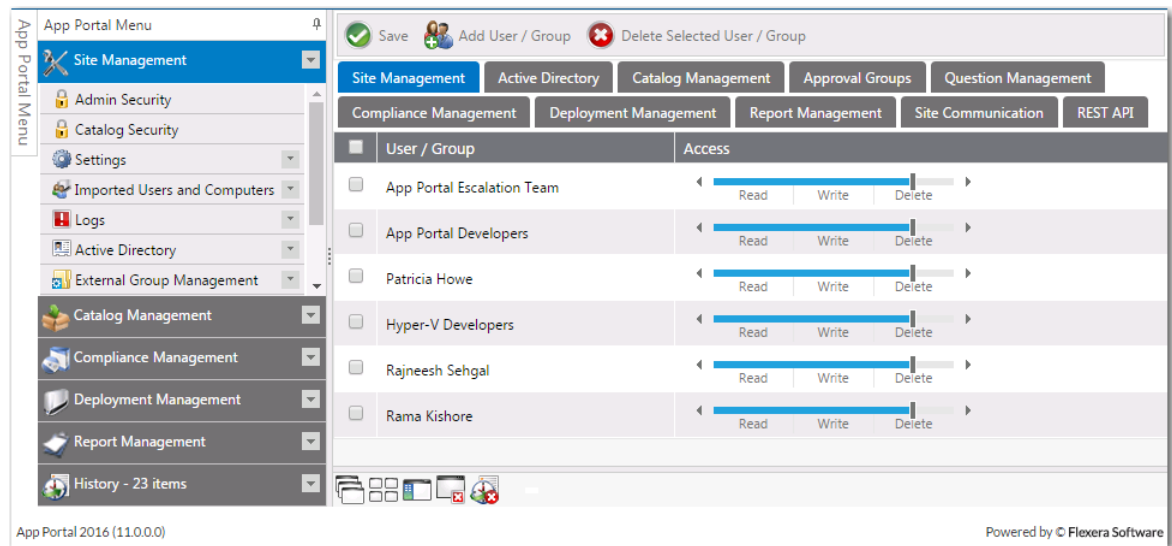 App Portal Menu
App Portal Menu
Site Management
Admin Security
Catalog Security
Settings
Imported Users and Computers
Logs
Active Directory
External Group Management
Catalog Management
Compliance Management
Deployment Management
Report Management
History - 23 items
Save Add User / Group Delete Selected User / Group
Site Management Active Directory Catalog Management Approval Groups Question Management
Compliance Management Deployment Management Report Management Site Communication REST API
User / Group Access
App Portal Escalation Team
Read Write Delete
App Portal Developers
Read Write Delete
Patricia Howe
Read Write Delete
Hyper-V Developers
Read Write Delete
Rajneesh Sehgal
Read Write Delete
Rama Kishore
Read Write Delete
App Portal 2016 (11.0.0.0) Powered by © Flexera Software